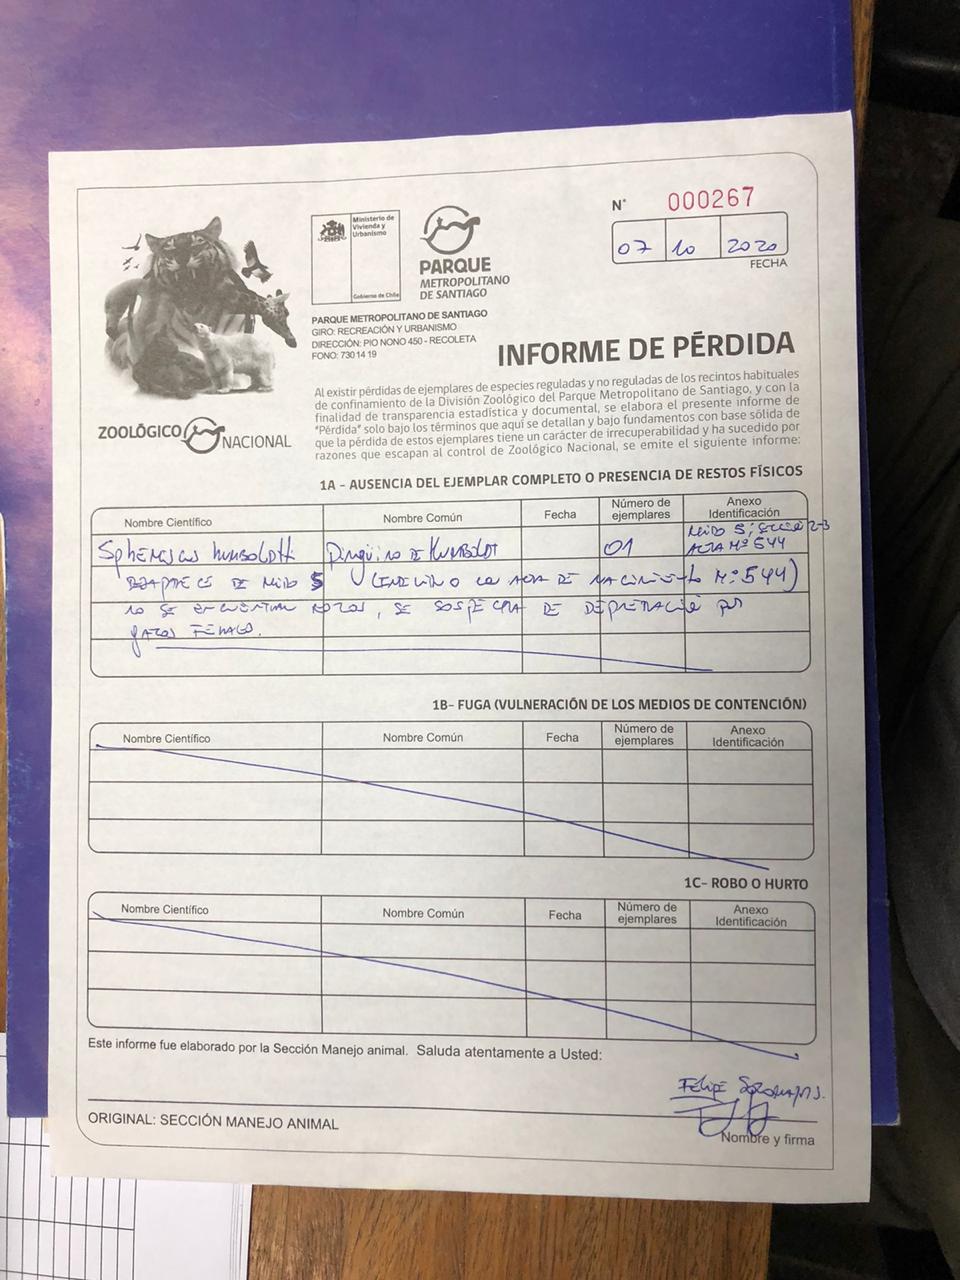 N° 000267
07 10 2020
FECHA
Ministerio de
Vivienda y
Urbanismo
Gobierno de Chile
PARQUE
METROPOLITANO
DE SANTIAGO
PARQUE METROPOLITANO DE SANTIAGO
GIRO: RECREACIÓN Y URBANISMO
DIRECCIÓN: PIO NONO 450 - RECOLETA
FONO: 730 14 19
ZOOLÓGICO NACIONAL
INFORME DE PÉRDIDA
Al existir pérdidas de ejemplares de especies reguladas y no reguladas de los recintos habituales
de confinamiento de la División Zoológico del Parque Metropolitano de Santiago, y con la
finalidad de transparencia estadística y documental, se elabora el presente informe de
"Pérdida" solo bajo los términos que aquí se detallan y bajo fundamentos con base sólida de
que la pérdida de estos ejemplares tiene un carácter de irrecuperabilidad y ha sucedido por
razones que escapan al control de Zoológico Nacional, se emite el siguiente informe:
1A - AUSENCIA DEL EJEMPLAR COMPLETO O PRESENCIA DE RESTOS FÍSICOS
Nombre Científico Nombre Común Fecha Número de ejemplares Anexo Identificación
Spheniscus humboldti Pingüino de Humboldt 01 Nido 5; 2-3
Acta N° 544
de nido 5 acta de nacimiento N° 544)
no se encuentran restos, se sospecha de depredación por
gatos ferales.
1B- FUGA (VULNERACIÓN DE LOS MEDIOS DE CONTENCIÓN)
Nombre Científico Nombre Común Fecha Número de ejemplares Anexo Identificación
1C- ROBO O HURTO
Nombre Científico Nombre Común Fecha Número de ejemplares Anexo Identificación
Este informe fue elaborado por la Sección Manejo animal. Saluda atentamente a Usted:
Felipe
ORIGINAL: SECCIÓN MANEJO ANIMAL
Nombre y firma